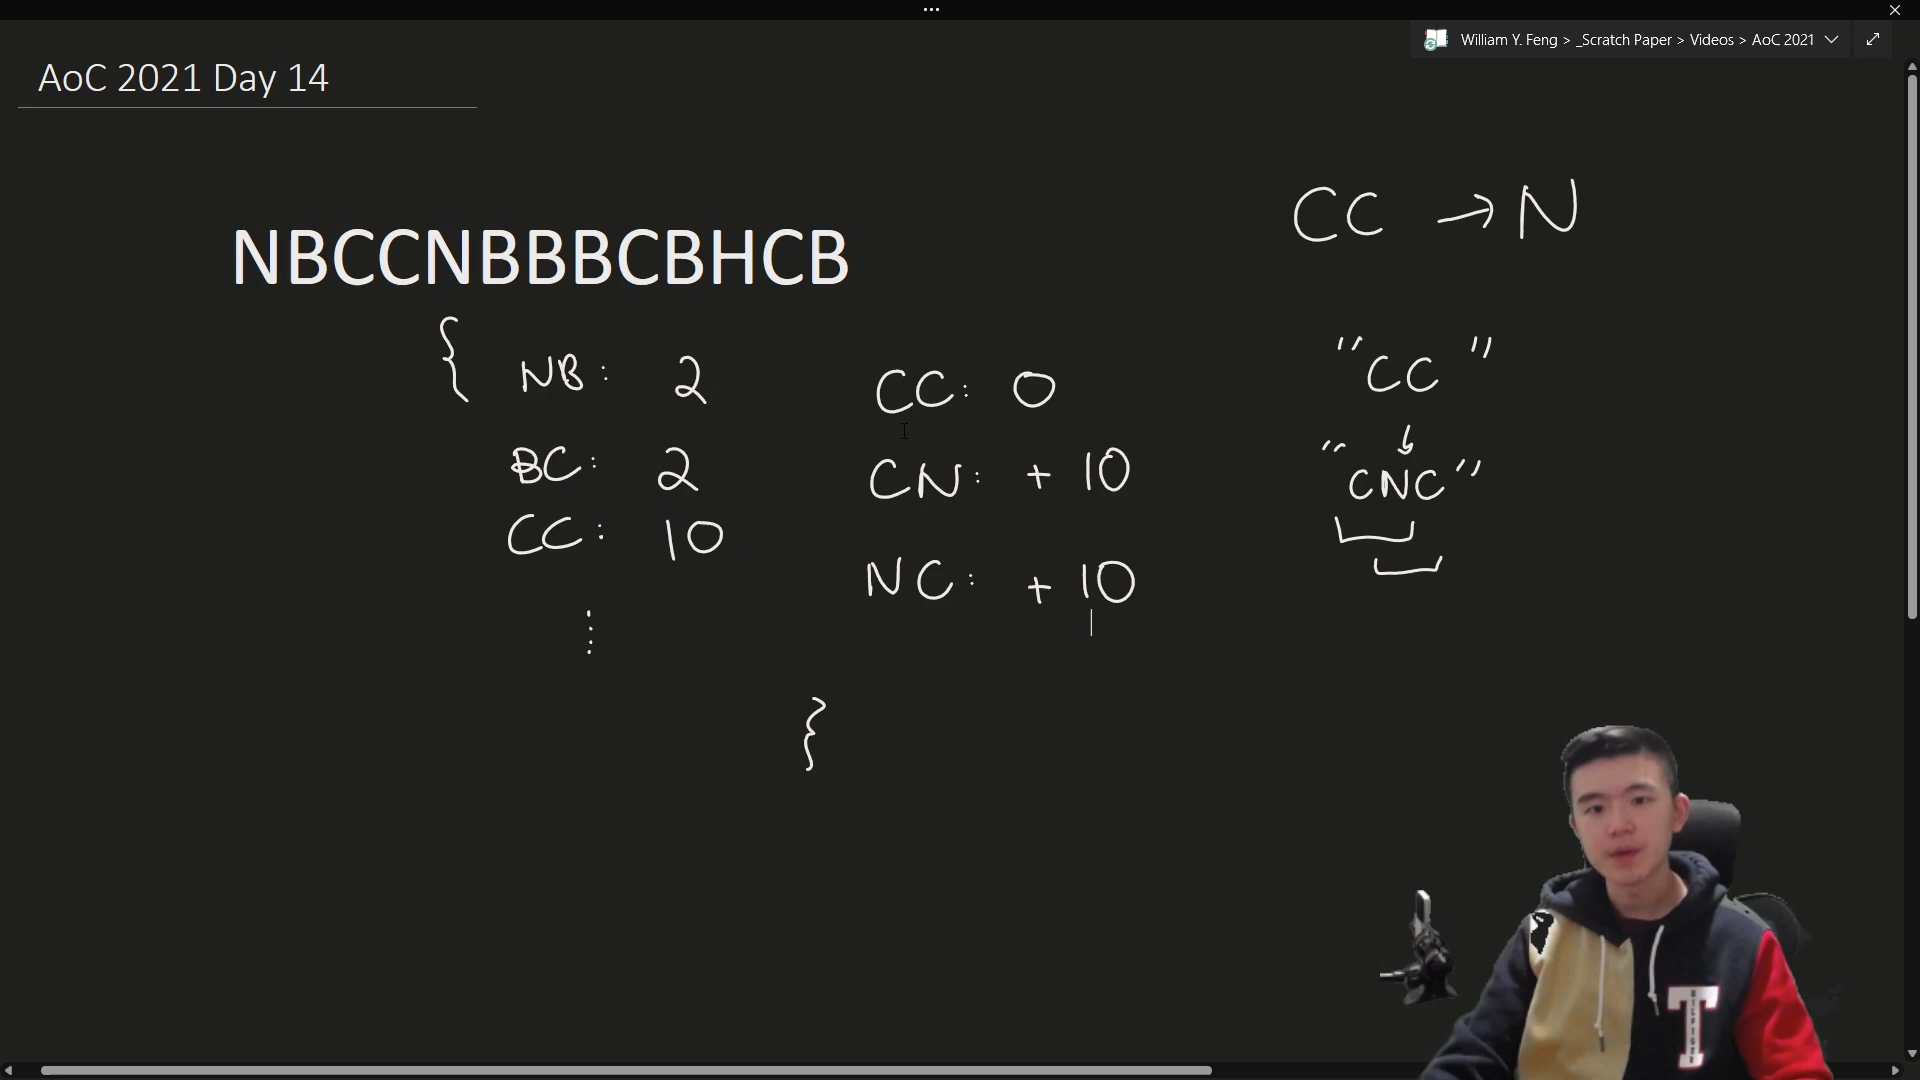 William Y. Feng > _Scratch Paper > Videos > AoC 2021
AoC 2021 Day 14
NBCCNBBBCBHCB
CC → N
{
NB: 2
BC: 2
CC: 10
⋮
CC: 0
CN: + 10
NC: + 10
}
"CC"
↓
"CNC"
T